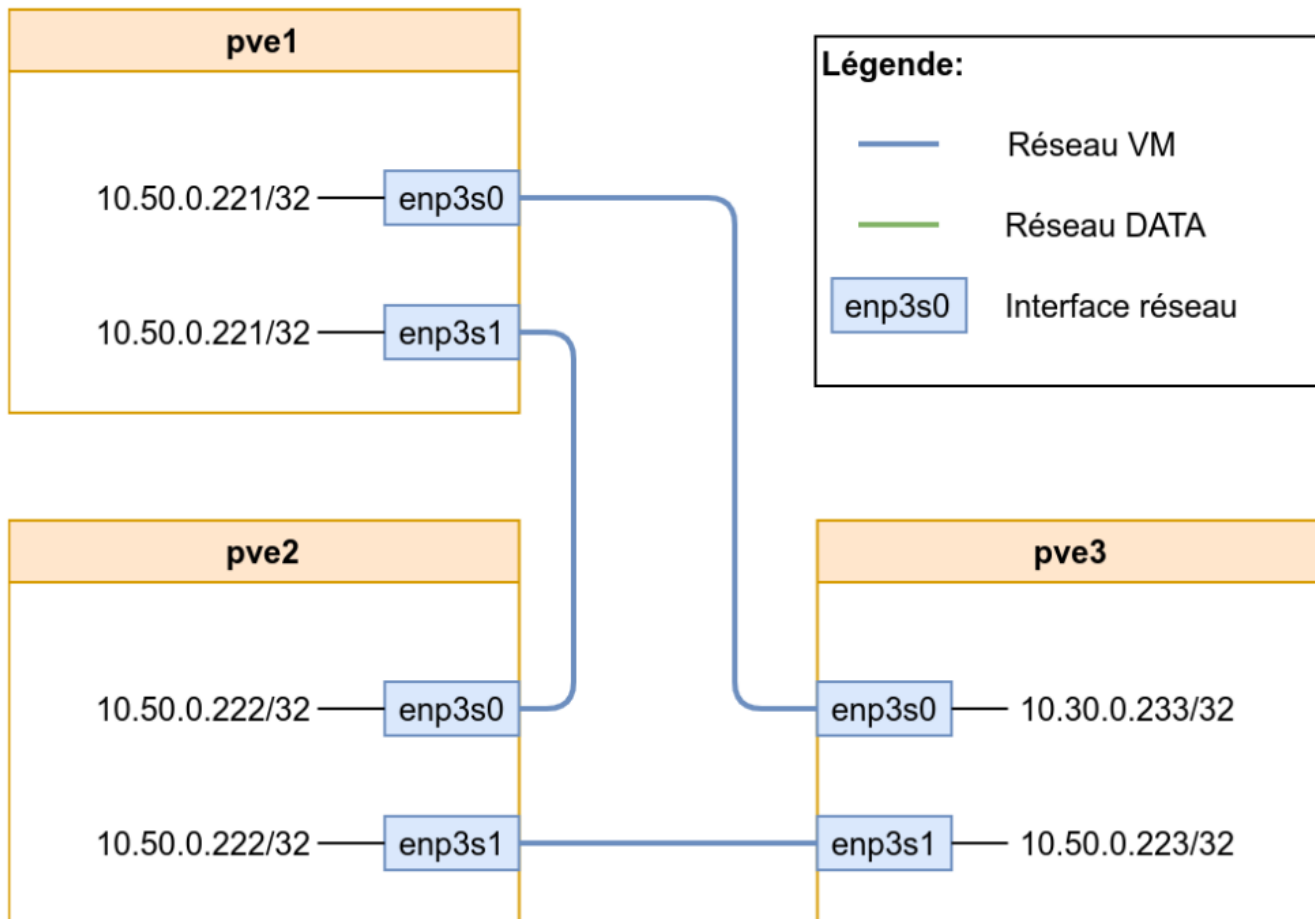 pve1
10.50.0.221/32
enp3s0
10.50.0.221/32
enp3s1
Légende:
Réseau VM
Réseau DATA
enp3s0
Interface réseau
pve2
10.50.0.222/32
enp3s0
10.50.0.222/32
enp3s1
pve3
enp3s0
10.30.0.233/32
enp3s1
10.50.0.223/32